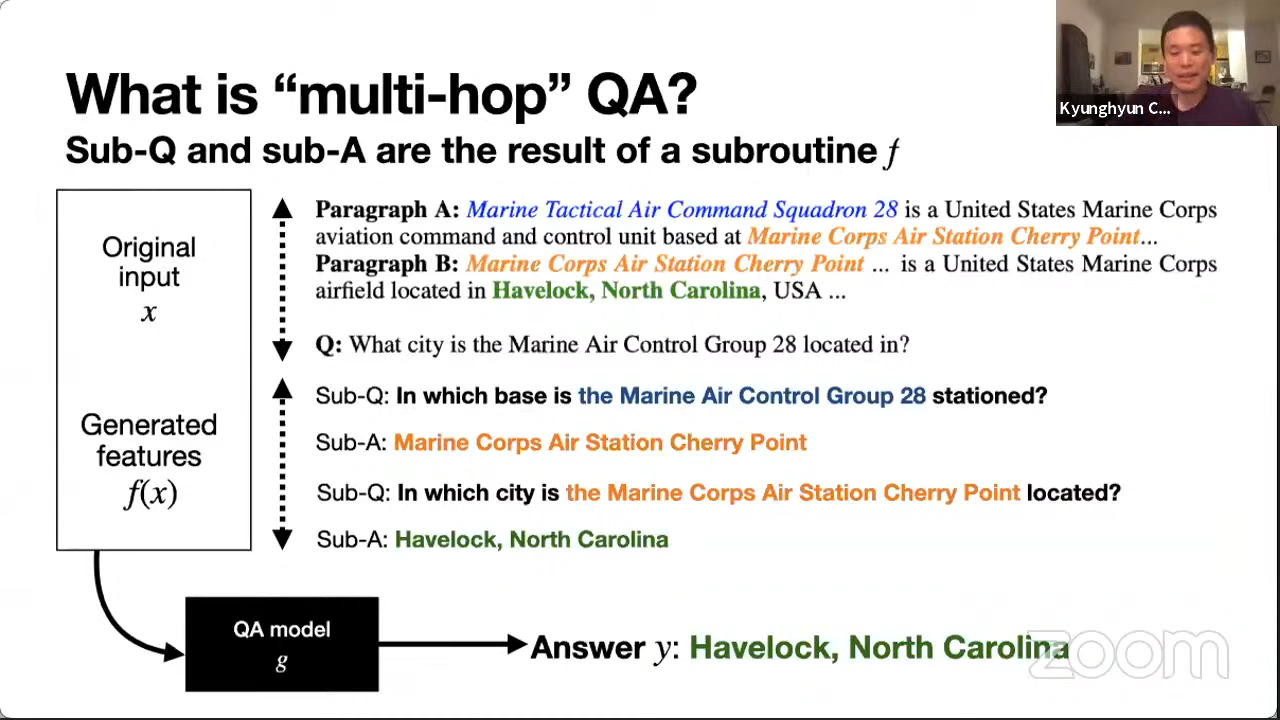 What is “multi-hop” QA?
Kyunghyun C...
Sub-Q and sub-A are the result of a subroutine f
Original
input
x
Generated
features
f(x)
Paragraph A: Marine Tactical Air Command Squadron 28 is a United States Marine Corps
aviation command and control unit based at Marine Corps Air Station Cherry Point...
Paragraph B: Marine Corps Air Station Cherry Point ... is a United States Marine Corps
airfield located in Havelock, North Carolina, USA ...
Q: What city is the Marine Air Control Group 28 located in?
Sub-Q: In which base is the Marine Air Control Group 28 stationed?
Sub-A: Marine Corps Air Station Cherry Point
Sub-Q: In which city is the Marine Corps Air Station Cherry Point located?
Sub-A: Havelock, North Carolina
QA model
g
Answer y: Havelock, North Carolina
zoom